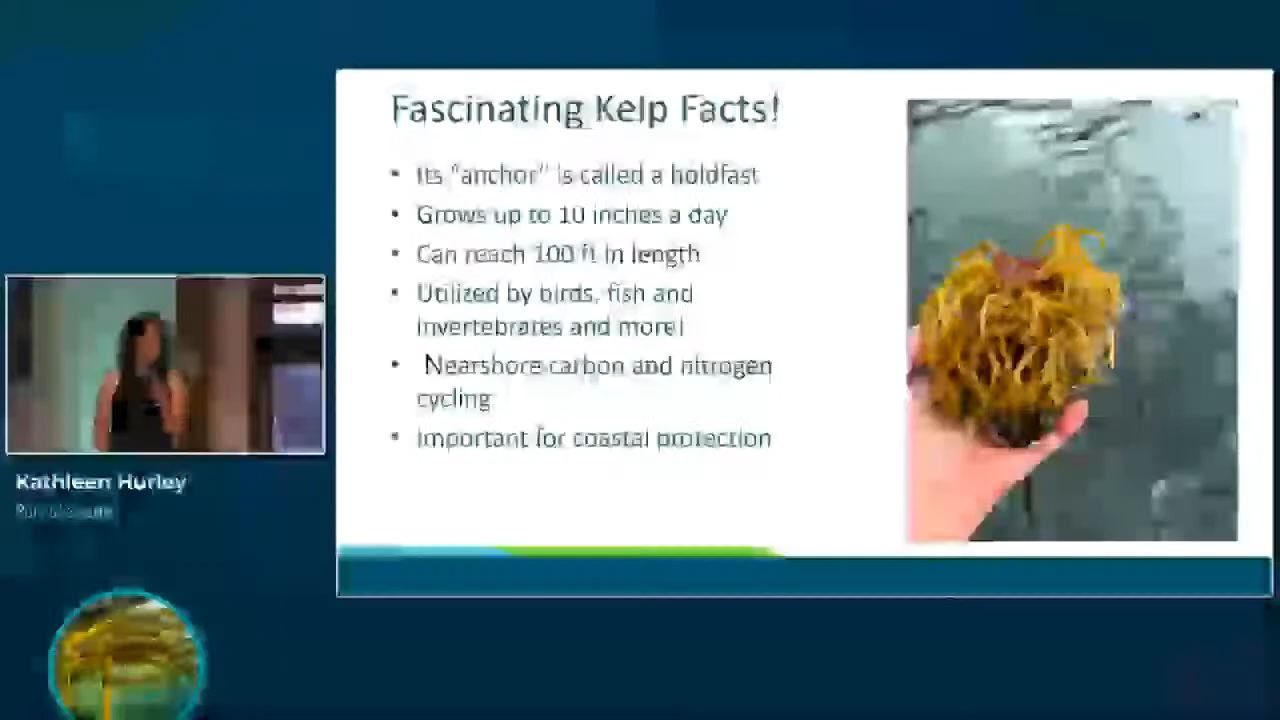 Fascinating Kelp Facts!
• Its "anchor" is called a holdfast
• Grows up to 10 inches a day
• Can reach 100 ft in length
• Utilized by birds, fish and
invertebrates and more!
• Nearshore carbon and nitrogen
cycling
• Important for coastal protection
Kathleen Hurley